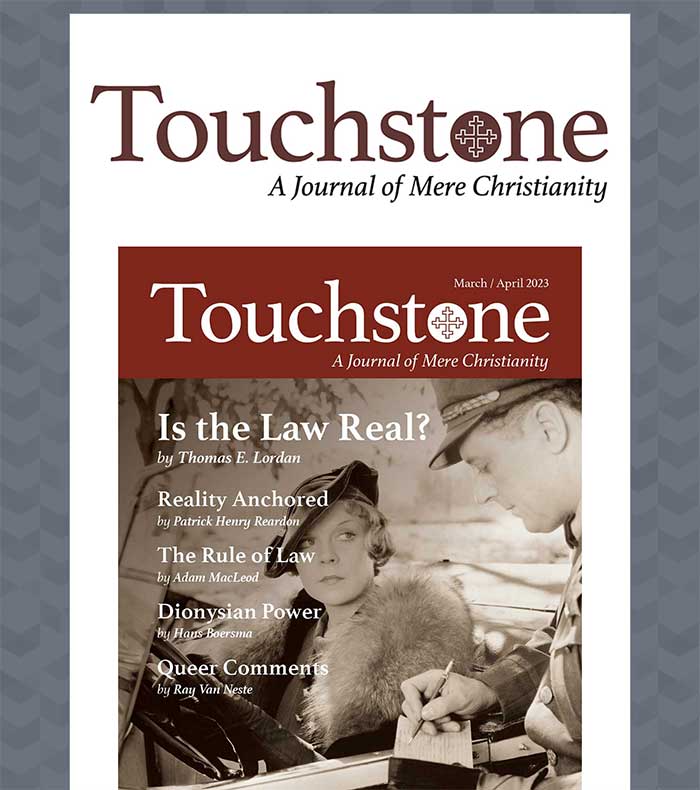 Touchstone
A Journal of Mere Christianity
March / April 2023
Touchstone
A Journal of Mere Christianity
Is the Law Real?
by Thomas E. Lordan
Reality Anchored
by Patrick Henry Reardon
The Rule of Law
by Adam MacLeod
Dionysian Power
by Hans Boersma
Queer Comments
by Ray Van Neste